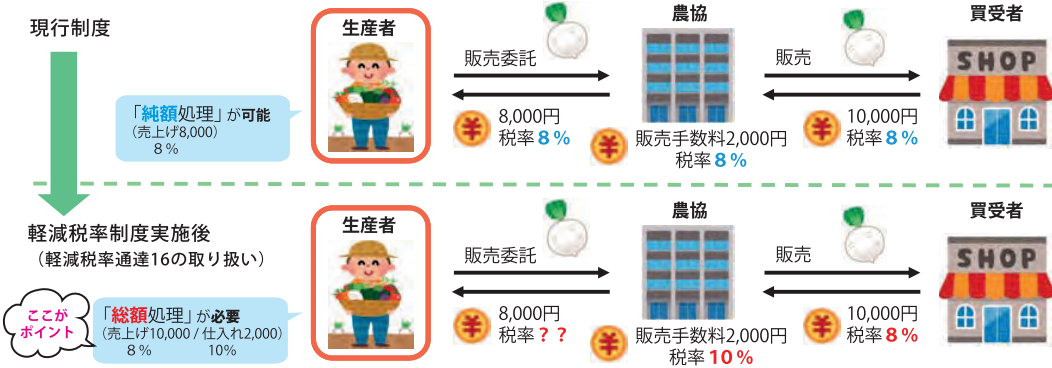 現行制度
生産者
農協
買受者
販売委託
販売
SHOP
「純額処理」が可能
(売上げ8,000)
8%
¥
8,000円
税率8%
¥
販売手数料2,000円
税率8%
¥
10,000円
税率8%
軽減税率制度実施後
(軽減税率通達16の取り扱い)
生産者
農協
買受者
販売委託
販売
SHOP
ここが
ポイント
「総額処理」が必要
(売上げ10,000 / 仕入れ2,000)
8% 10%
¥
8,000円
税率??
¥
販売手数料2,000円
税率10%
¥
10,000円
税率8%